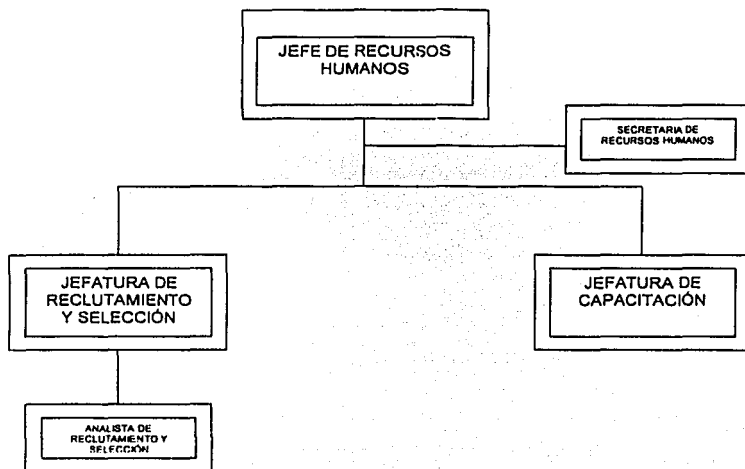 JEFE DE RECURSOS
HUMANOS
SECRETARIA DE
RECURSOS HUMANOS
JEFATURA DE
RECLUTAMIENTO
Y SELECCIÓN
JEFATURA DE
CAPACITACIÓN
ANALISTA DE
RECLUTAMIENTO Y
SELECCIÓN